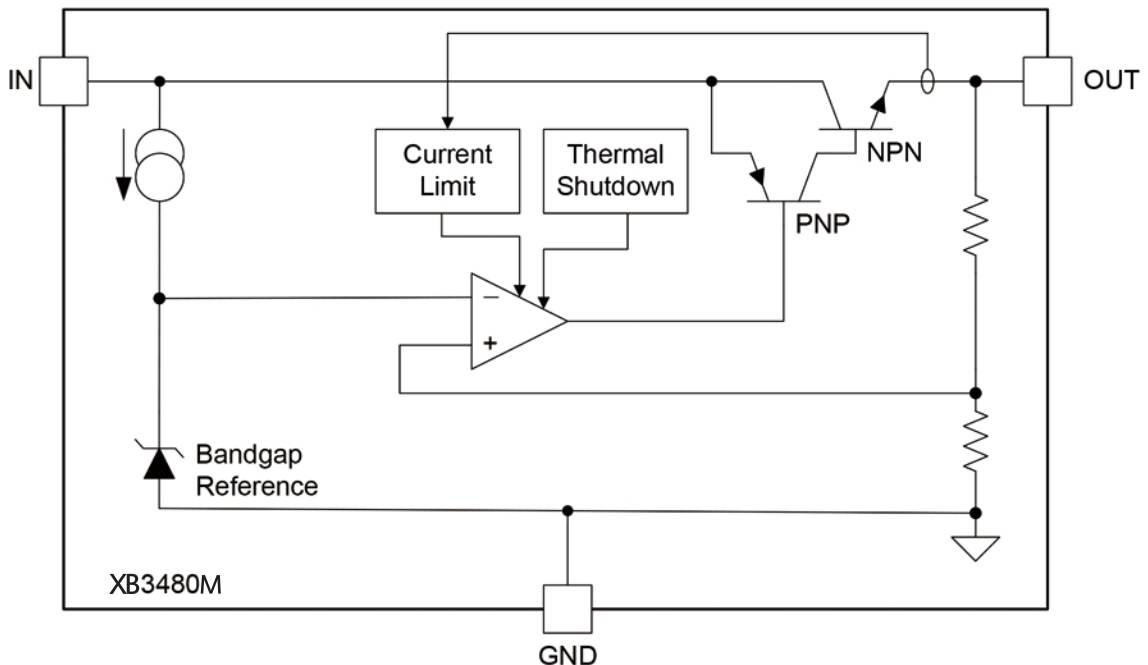 IN
OUT
Current
Limit
Thermal
Shutdown
NPN
PNP
−
+
Bandgap
Reference
XB3480M
GND